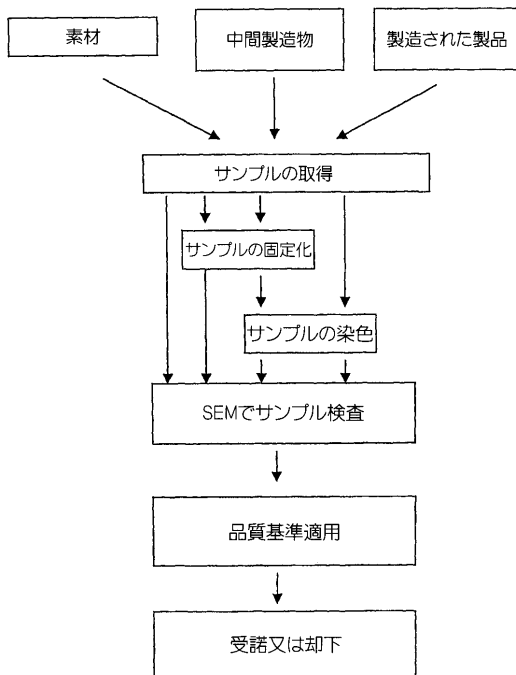 素材
中間製造物
製造された製品
サンプルの取得
サンプルの固定化
サンプルの染色
SEMでサンプル検査
品質基準適用
受諾又は却下